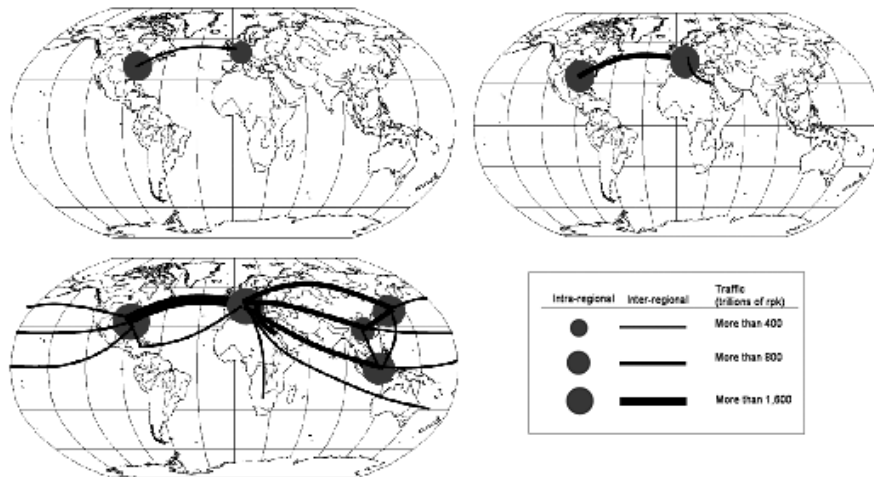 Traffic
Intra-regional Inter-regional (trillions of rpk)
More than 400
More than 800
More than 1,600